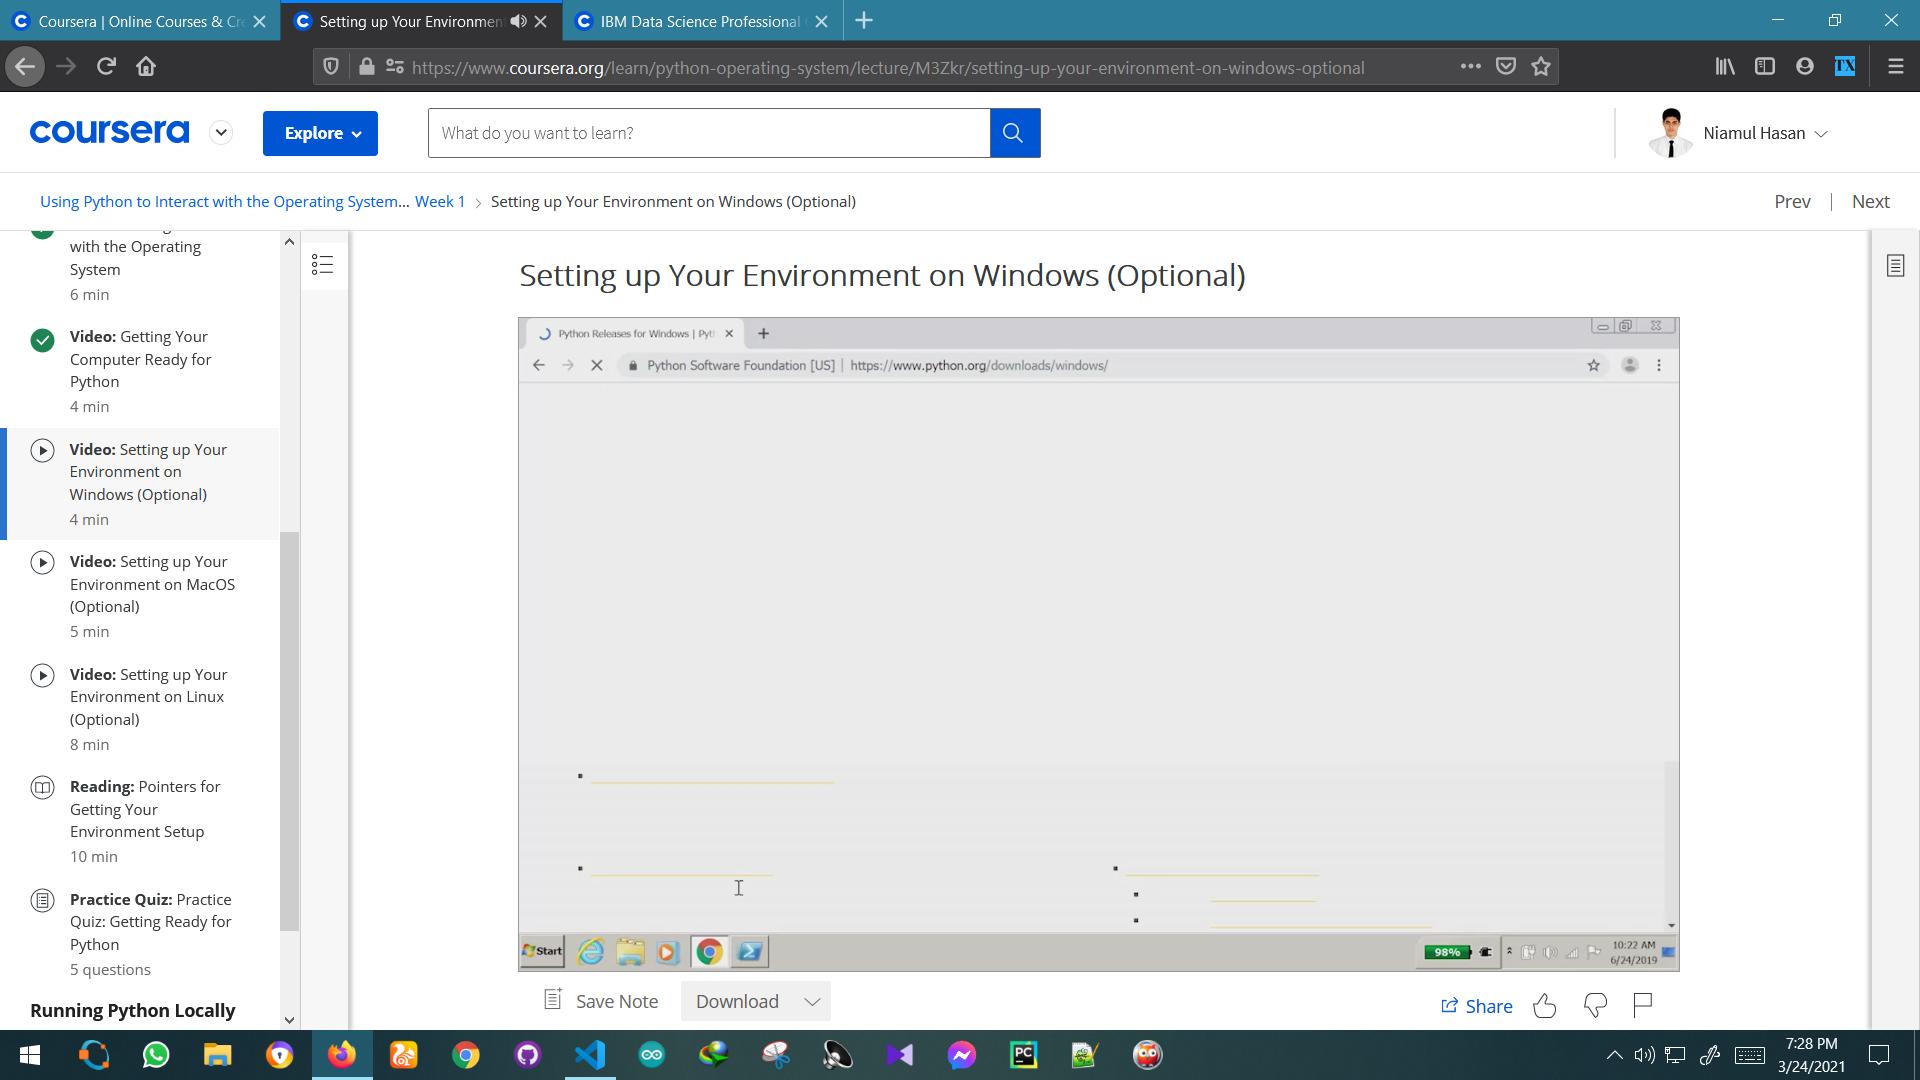 Coursera | Online Courses & Cr
Setting up Your Environmen
IBM Data Science Professional
https://www.coursera.org/learn/python-operating-system/lecture/M3Zkr/setting-up-your-environment-on-windows-optional
coursera
Explore
What do you want to learn?
Niamul Hasan
Using Python to Interact with the Operating System... Week 1 > Setting up Your Environment on Windows (Optional)
Prev | Next
with the Operating
System
6 min
Video: Getting Your
Computer Ready for
Python
4 min
Video: Setting up Your
Environment on
Windows (Optional)
4 min
Video: Setting up Your
Environment on MacOS
(Optional)
5 min
Video: Setting up Your
Environment on Linux
(Optional)
8 min
Reading: Pointers for
Getting Your
Environment Setup
10 min
Practice Quiz: Practice
Quiz: Getting Ready for
Python
5 questions
Running Python Locally
Setting up Your Environment on Windows (Optional)
Python Releases for Windows | Pyt
Python Software Foundation [US] | https://www.python.org/downloads/windows/
Start
98%
10:22 AM
6/24/2019
Save Note
Download
Share
TX
PC
7:28 PM
3/24/2021